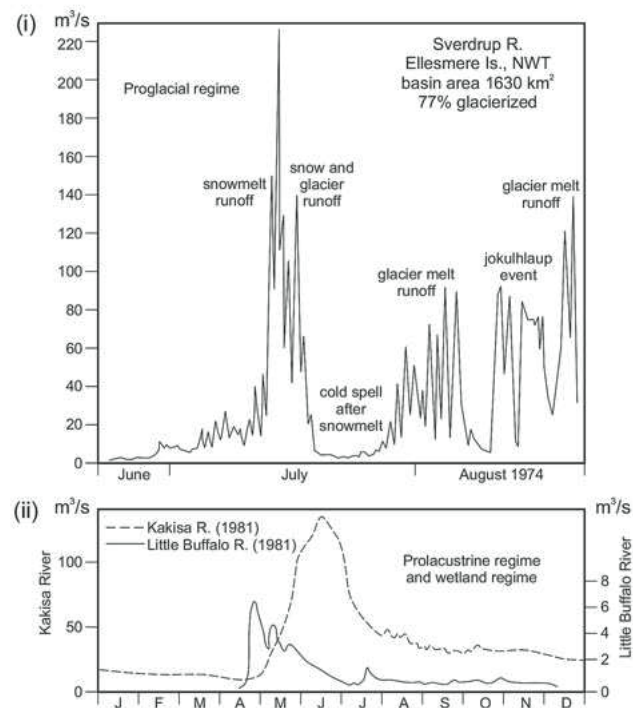 (i)
m³/s
220
200
180
160
140
120
100
80
60
40
20
0
Sverdrup R.
Ellesmere Is., NWT
basin area 1630 km²
77% glacierized
Proglacial regime
snowmelt
runoff
snow and
glacier
runoff
glacier melt
runoff
jokulhlaup
event
glacier melt
runoff
cold spell
after
snowmelt
June
July
August 1974
(ii)
m³/s
m³/s
Kakisa R. (1981)
Little Buffalo R. (1981)
Prolacustrine regime
and wetland regime
Kakisa River
100
50
0
Little Buffalo River
8
6
4
2
0
J F M A M J J A S O N D